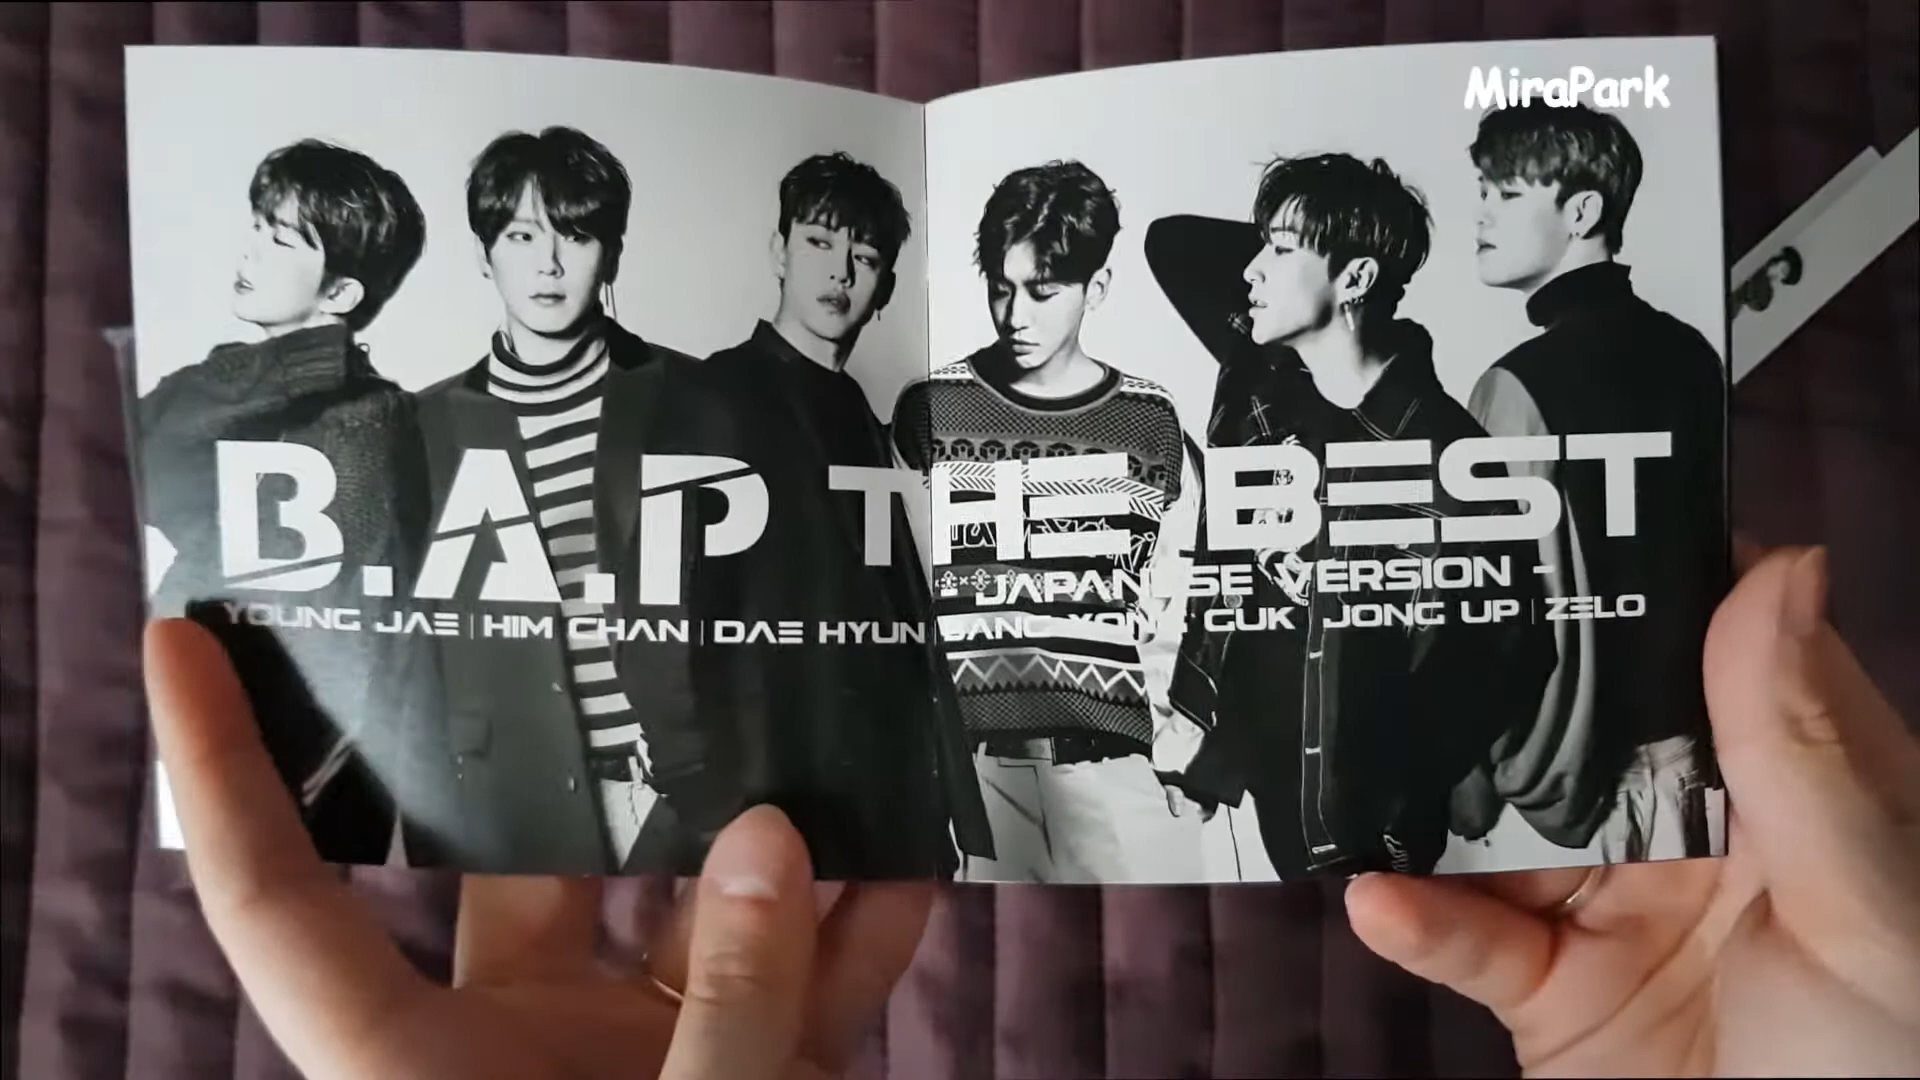 MiraPark
B.A.P THE BEST
- JAPANESE VERSION -
YOUNG JAE | HIM CHAN | DAE HYUN | BANG YONG GUK | JONG UP | ZELO